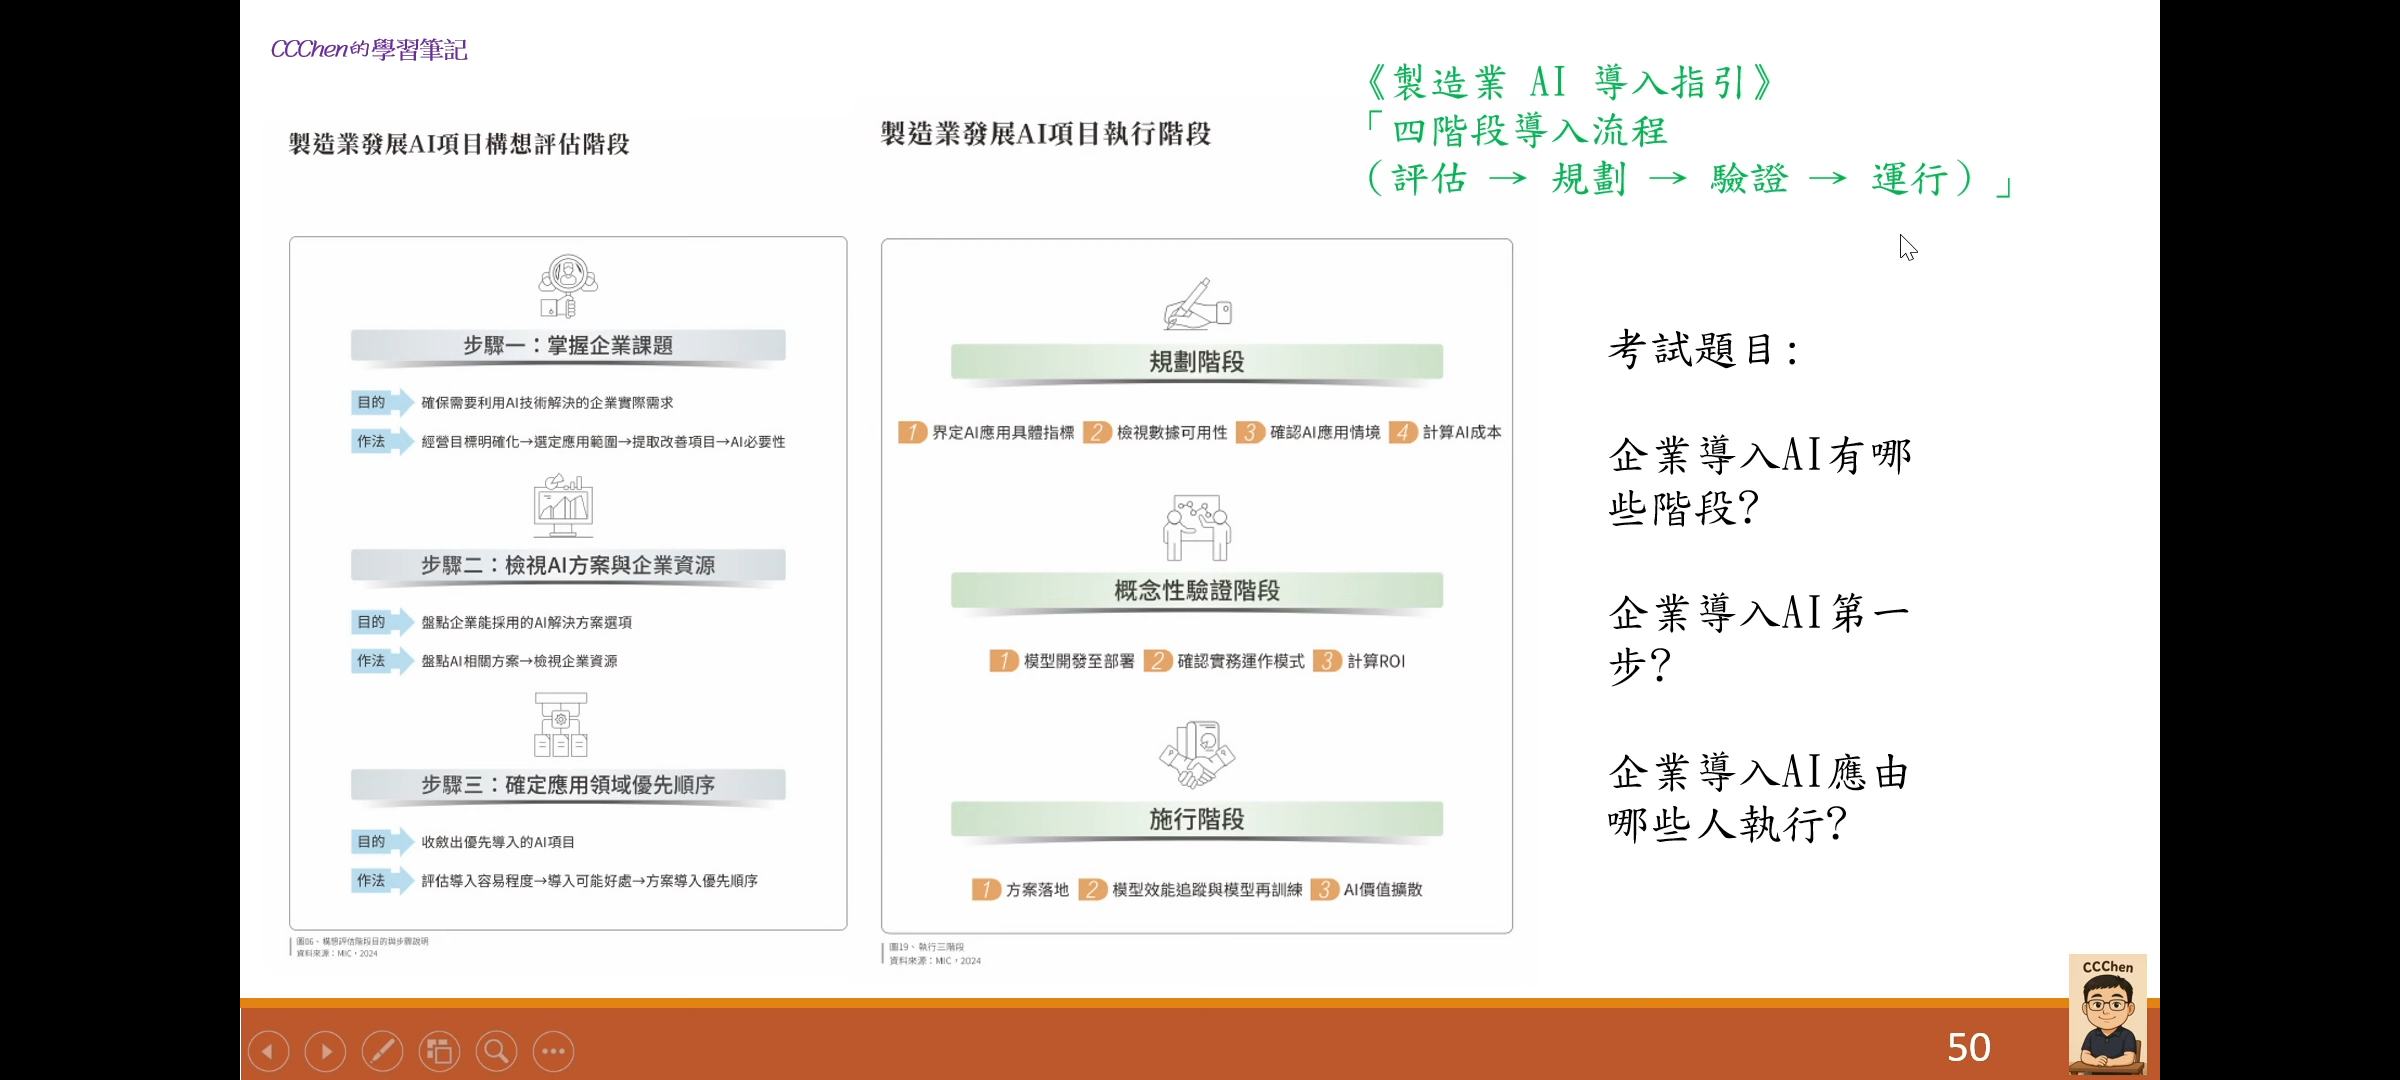 CCChen的學習筆記
製造業發展AI項目構想評估階段
步驟一：掌握企業課題
目的 確保需要利用AI技術解決的企業實際需求
作法 經營目標明確化→選定應用範圍→提取改善項目→AI必要性
步驟二：檢視AI方案與企業資源
目的 盤點企業能採用的AI解決方案選項
作法 盤點AI相關方案→檢視企業資源
步驟三：確定應用領域優先順序
目的 收斂出優先導入的AI項目
作法 評估導入容易程度→導入可能好處→方案導入優先順序
圖06、構想評估階段目的與步驟說明
資料來源：MIC，2024
製造業發展AI項目執行階段
規劃階段
1 界定AI應用具體指標 2 檢視數據可用性 3 確認AI應用情境 4 計算AI成本
概念性驗證階段
1 模型開發至部署 2 確認實務運作模式 3 計算ROI
施行階段
1 方案落地 2 模型效能追蹤與模型再訓練 3 AI價值擴散
圖19、執行三階段
資料來源：MIC，2024
《製造業 AI 導入指引》
「四階段導入流程
（評估 → 規劃 → 驗證 → 運行）」
考試題目:
企業導入AI有哪
些階段?
企業導入AI第一
步?
企業導入AI應由
哪些人執行?
CCChen
50